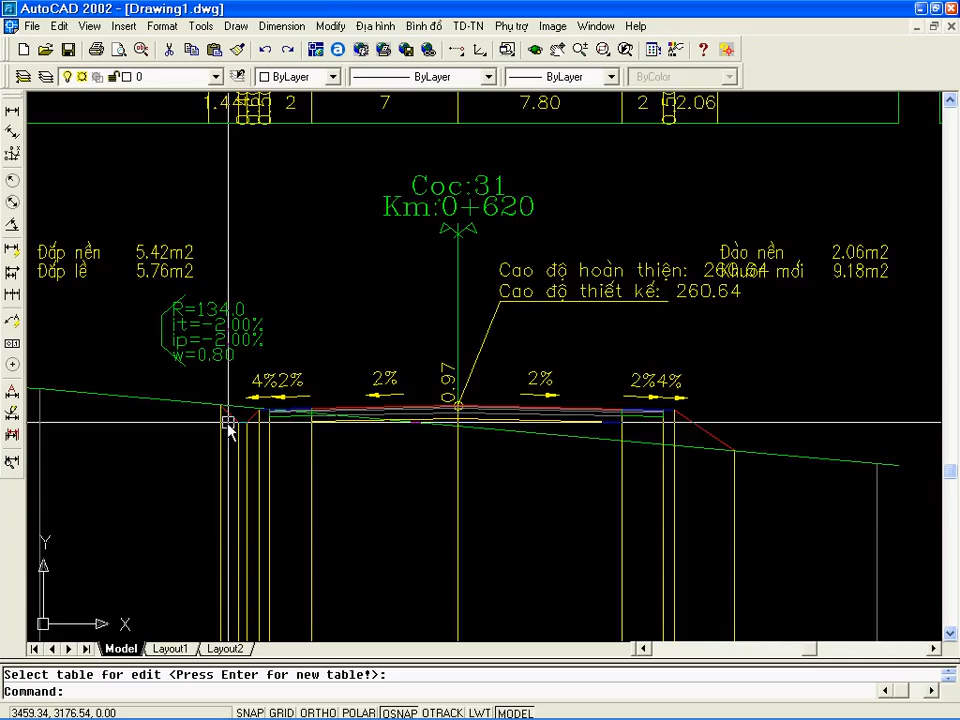 AutoCAD 2002 - [Drawing1.dwg]
File Edit View Insert Format Tools Draw Dimension Modify Địa hình Bình đồ TD-TN Phụ trợ Image Window Help
0 ByLayer ByLayer ByLayer ByColor
2 7 7.80 2 2.06
Cọc:31
Km:0+620
Đắp nền 5.42m2
Đắp lề 5.76m2
Đào nền 2.06m2
Khuôn mới 9.18m2
Cao độ hoàn thiện: 260.64
Cao độ thiết kế: 260.64
R=134.0
it=-2.00%
ip=-2.00%
w=0.80
4% 2% 2% 2% 2% 4%
0.97
Y
X
Model Layout1 Layout2
Select table for edit <Press Enter for new table!>:
Command:
3459.34, 3176.54, 0.00 SNAP GRID ORTHO POLAR OSNAP OTRACK LWT MODEL